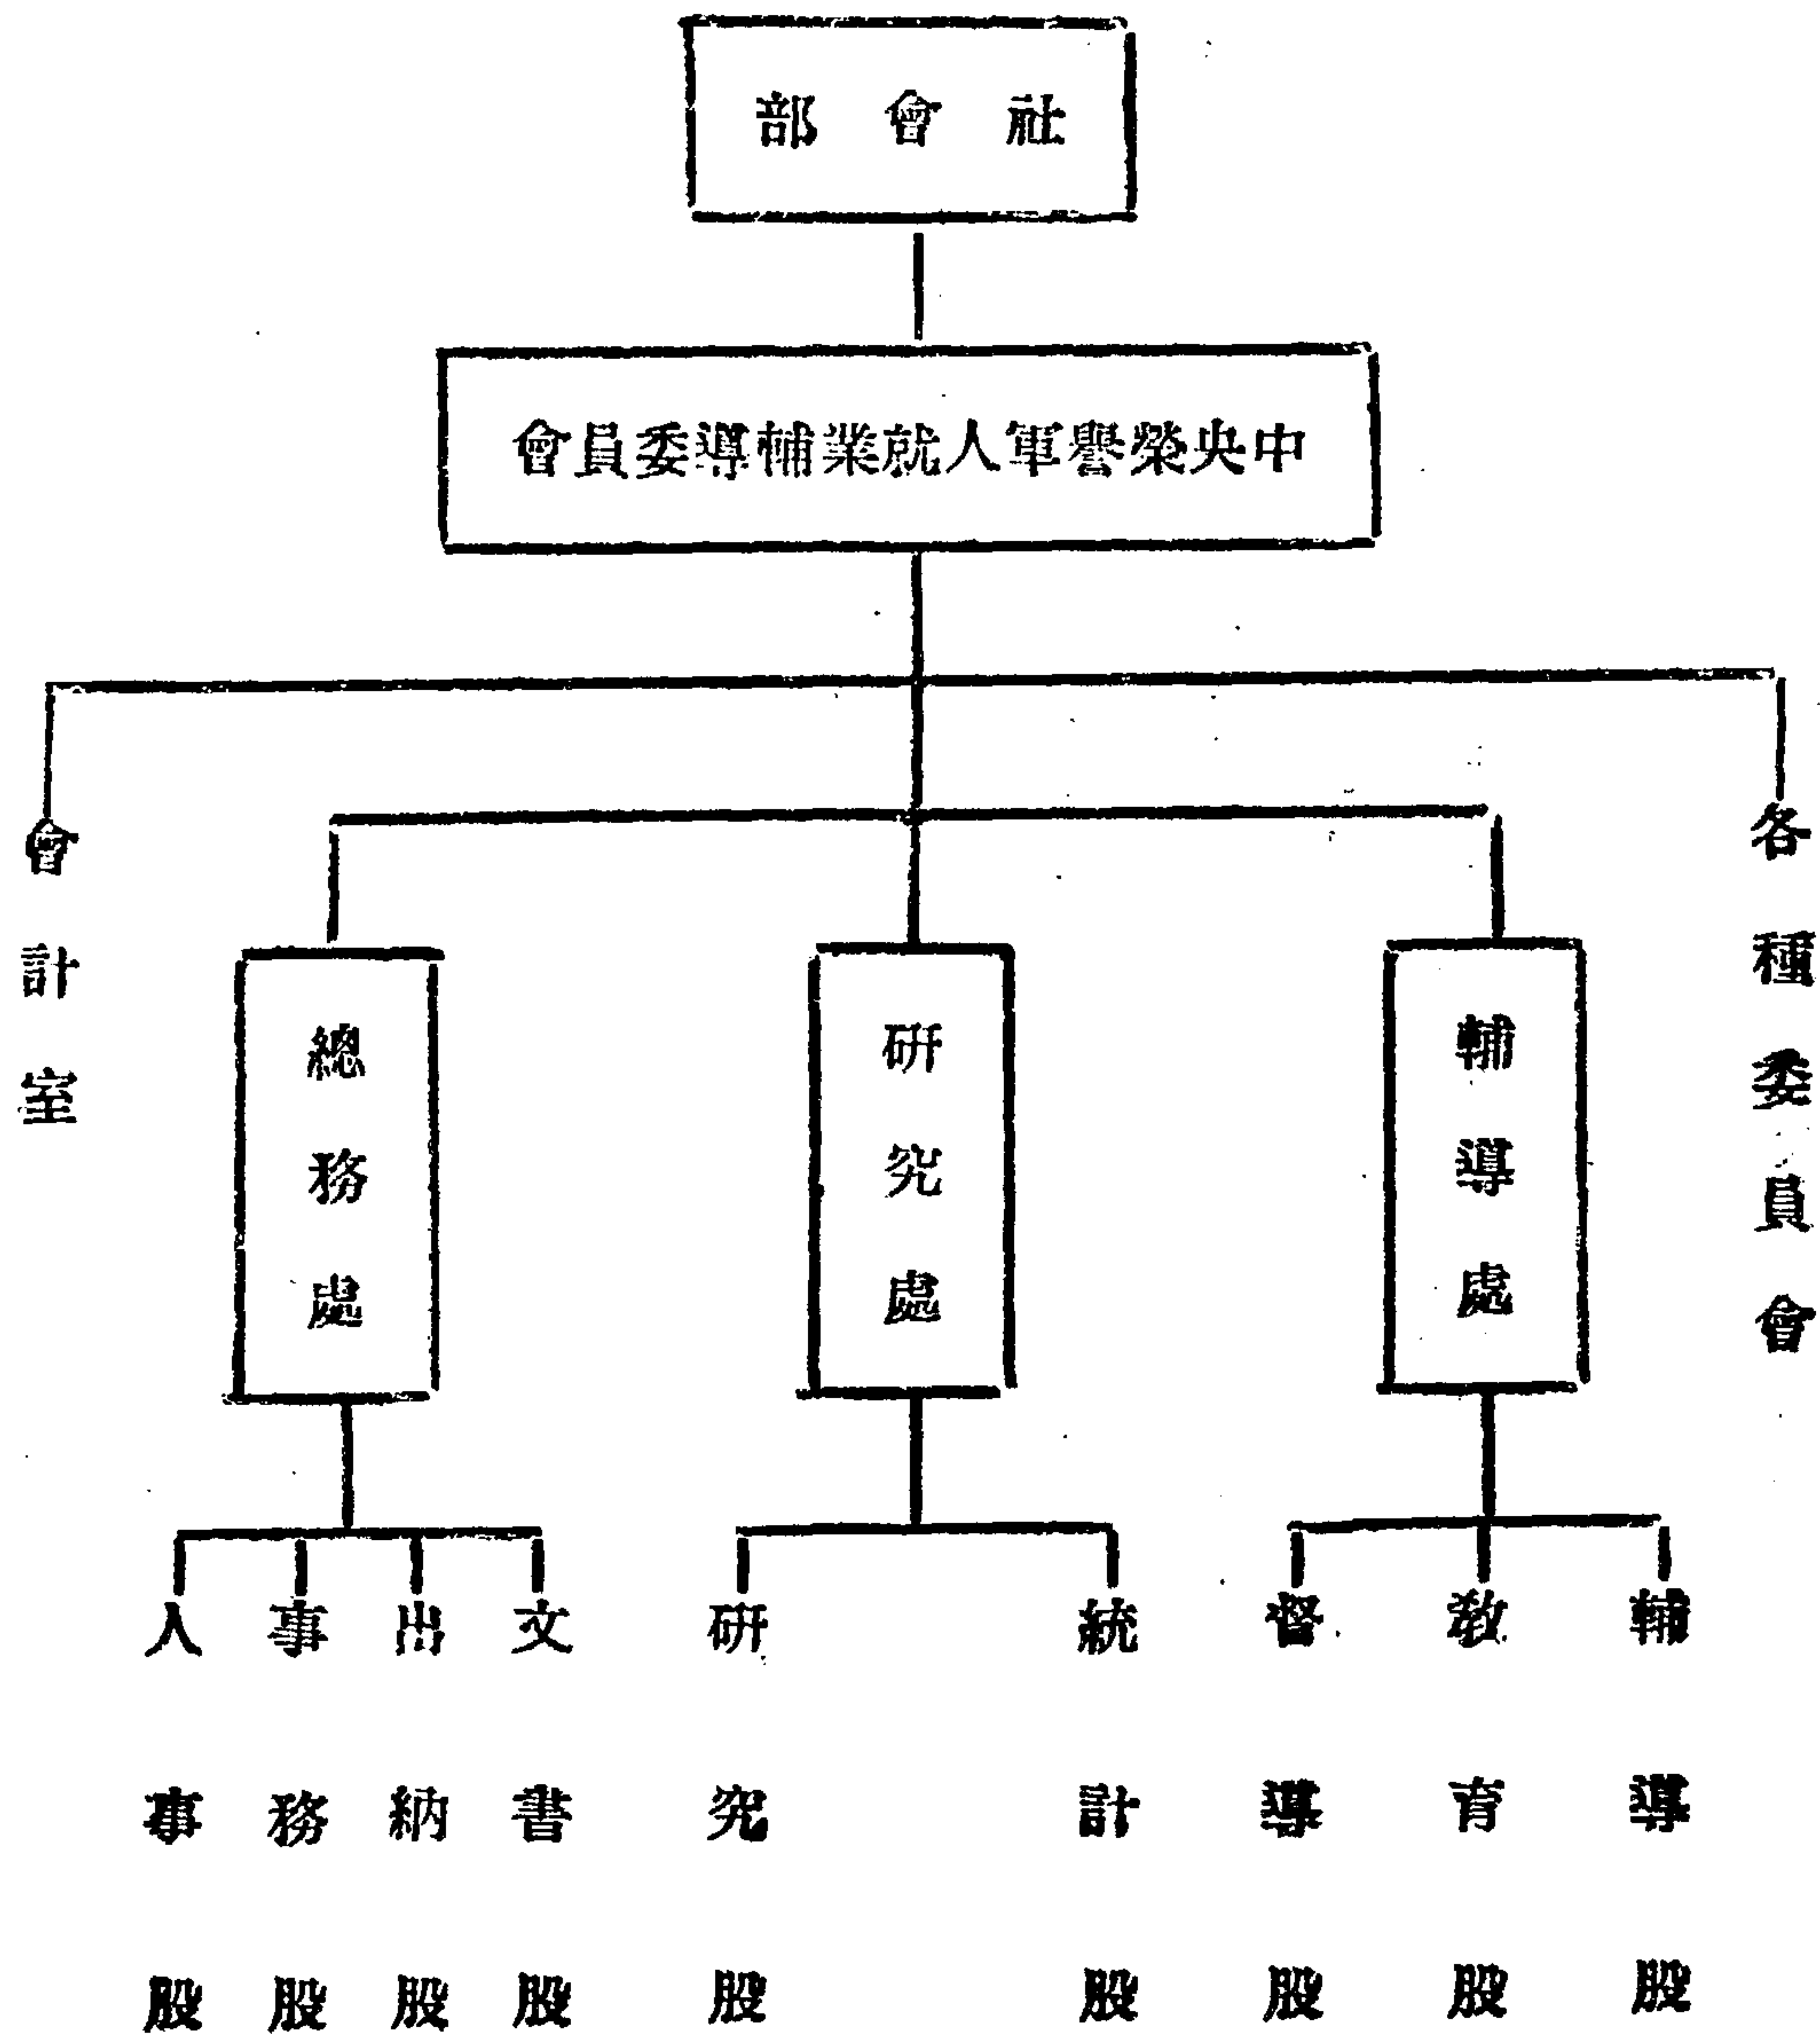 社會部
中央榮譽軍人就業輔導委員會
各種委員會
輔導處
研究處
總務處
會計室
輔導股
教育股
督導股
統計股
研究股
文書股
出納股
事務股
人事股